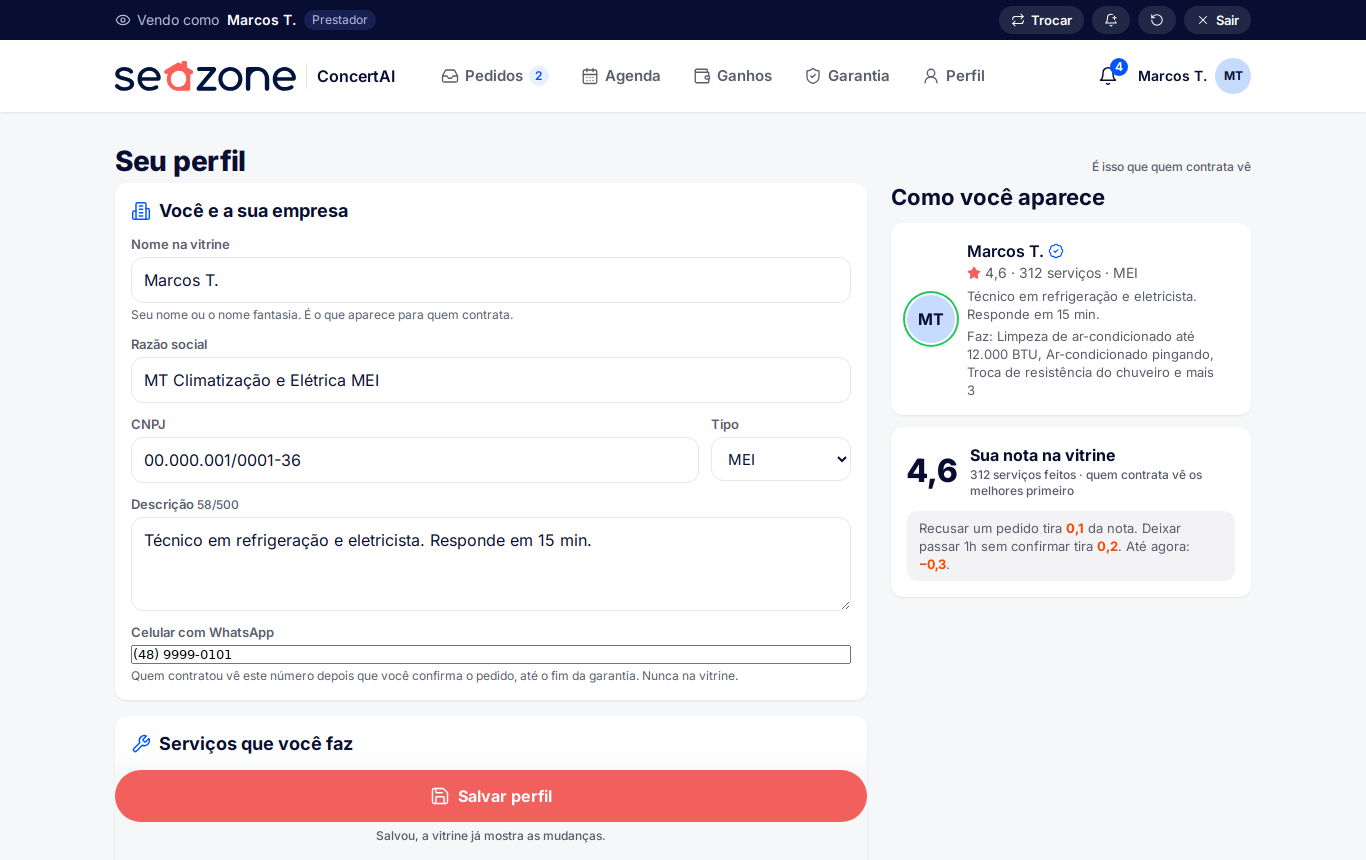 Vendo como Marcos T. Prestador
Trocar
Sair
seazone
ConcertAI
Pedidos 2
Agenda
Ganhos
Garantia
Perfil
4
Marcos T.
MT
Seu perfil
Você e a sua empresa
Nome na vitrine
Marcos T.
Seu nome ou o nome fantasia. É o que aparece para quem contrata.
Razão social
MT Climatização e Elétrica MEI
CNPJ
00.000.001/0001-36
Tipo
MEI
Descrição 58/500
Técnico em refrigeração e eletricista. Responde em 15 min.
Celular com WhatsApp
(48) 9999-0101
Quem contratou vê este número depois que você confirma o pedido, até o fim da garantia. Nunca na vitrine.
Serviços que você faz
Salvar perfil
Salvou, a vitrine já mostra as mudanças.
É isso que quem contrata vê
Como você aparece
MT
Marcos T.
4,6 · 312 serviços · MEI
Técnico em refrigeração e eletricista.
Responde em 15 min.
Faz: Limpeza de ar-condicionado até
12.000 BTU, Ar-condicionado pingando,
Troca de resistência do chuveiro e mais
3
4,6
Sua nota na vitrine
312 serviços feitos · quem contrata vê os
melhores primeiro
Recusar um pedido tira 0,1 da nota. Deixar
passar 1h sem confirmar tira 0,2. Até agora:
−0,3.